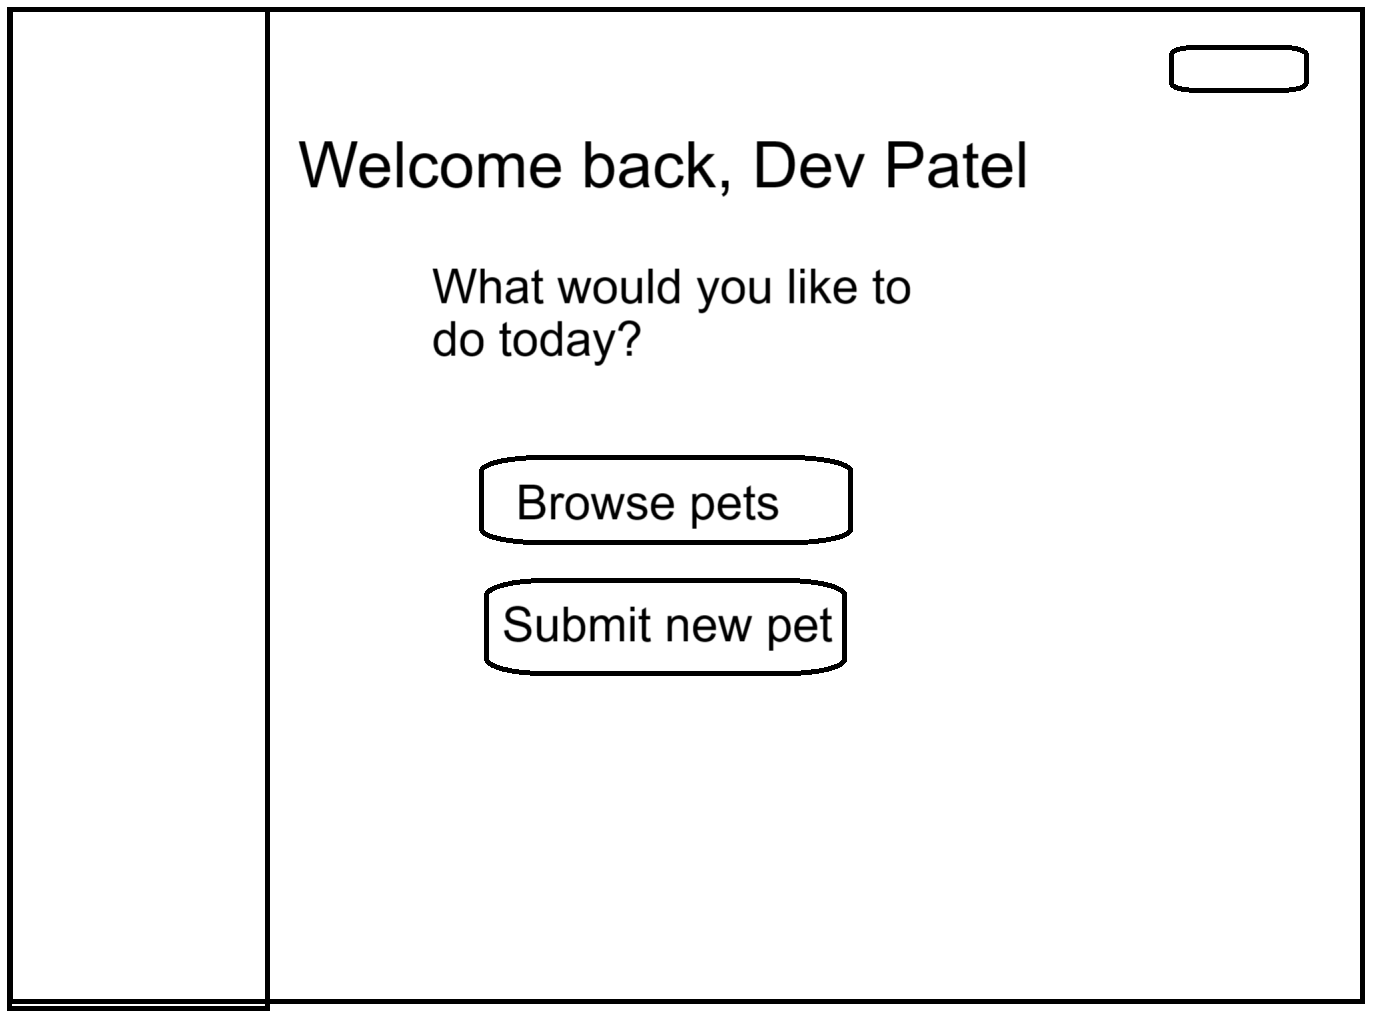 Welcome back, Dev Patel
What would you like to
do today?
Browse pets
Submit new pet